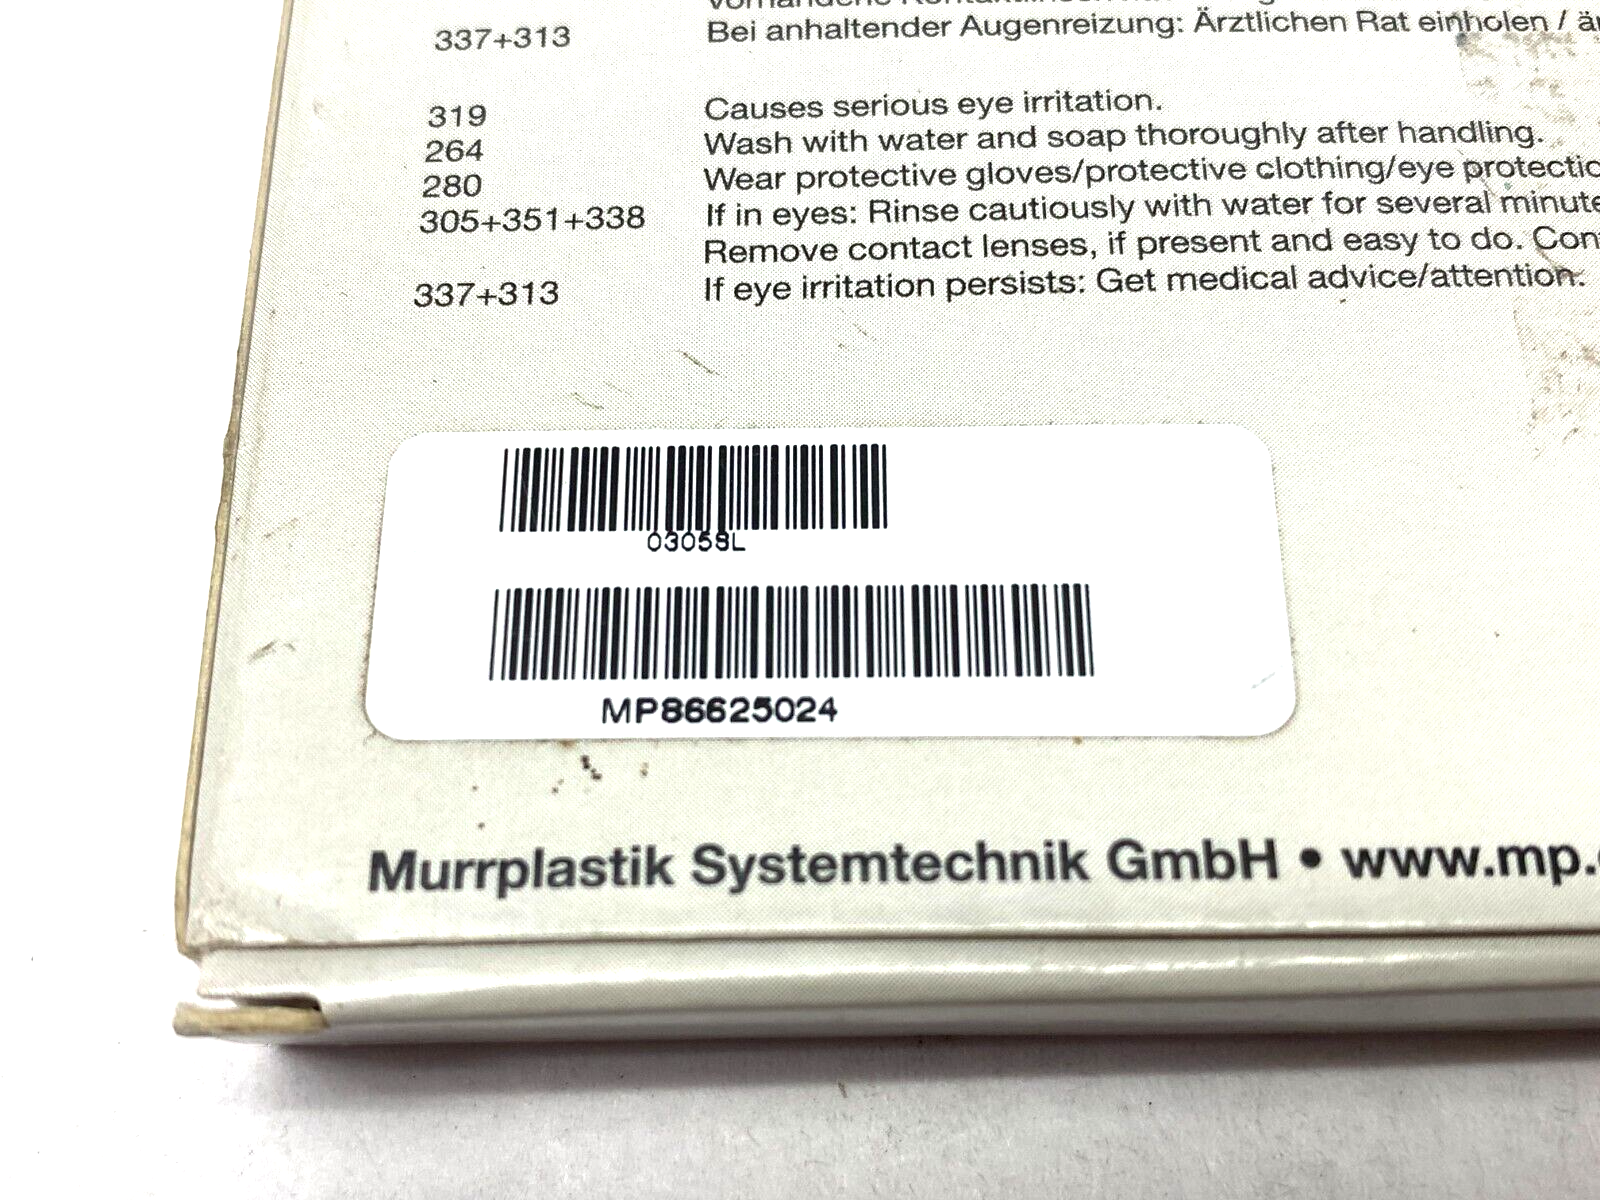 337+313 Bei anhaltender Augenreizung: Ärztlichen Rat einholen /
319 Causes serious eye irritation.
264 Wash with water and soap thoroughly after handling.
280 Wear protective gloves/protective clothing/eye protectio
305+351+338 If in eyes: Rinse cautiously with water for several minute
Remove contact lenses, if present and easy to do. Con
337+313 If eye irritation persists: Get medical advice/attention.
03058L
MP86625024
Murrplastik Systemtechnik GmbH • www.mp.